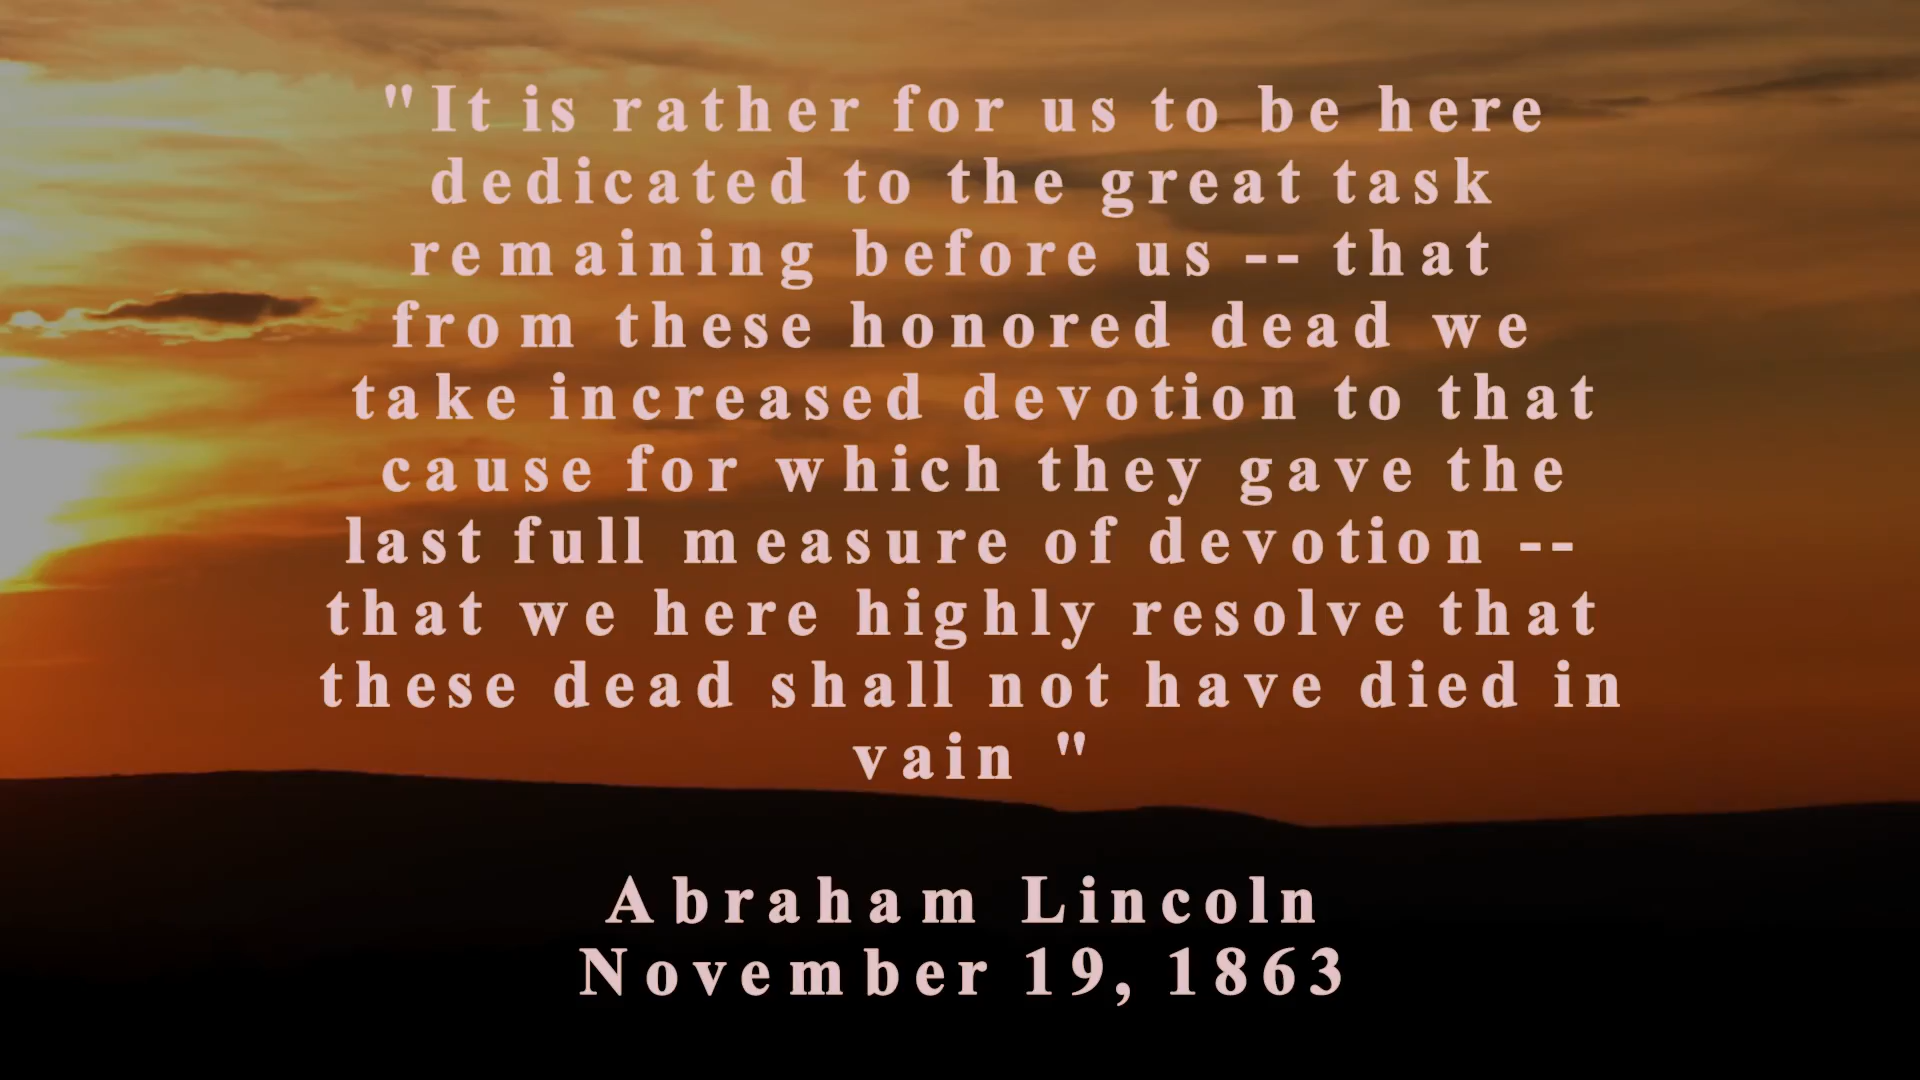 "It is rather for us to be here
dedicated to the great task
remaining before us -- that
from these honored dead we
take increased devotion to that
cause for which they gave the
last full measure of devotion --
that we here highly resolve that
these dead shall not have died in
vain "
Abraham Lincoln
November 19, 1863